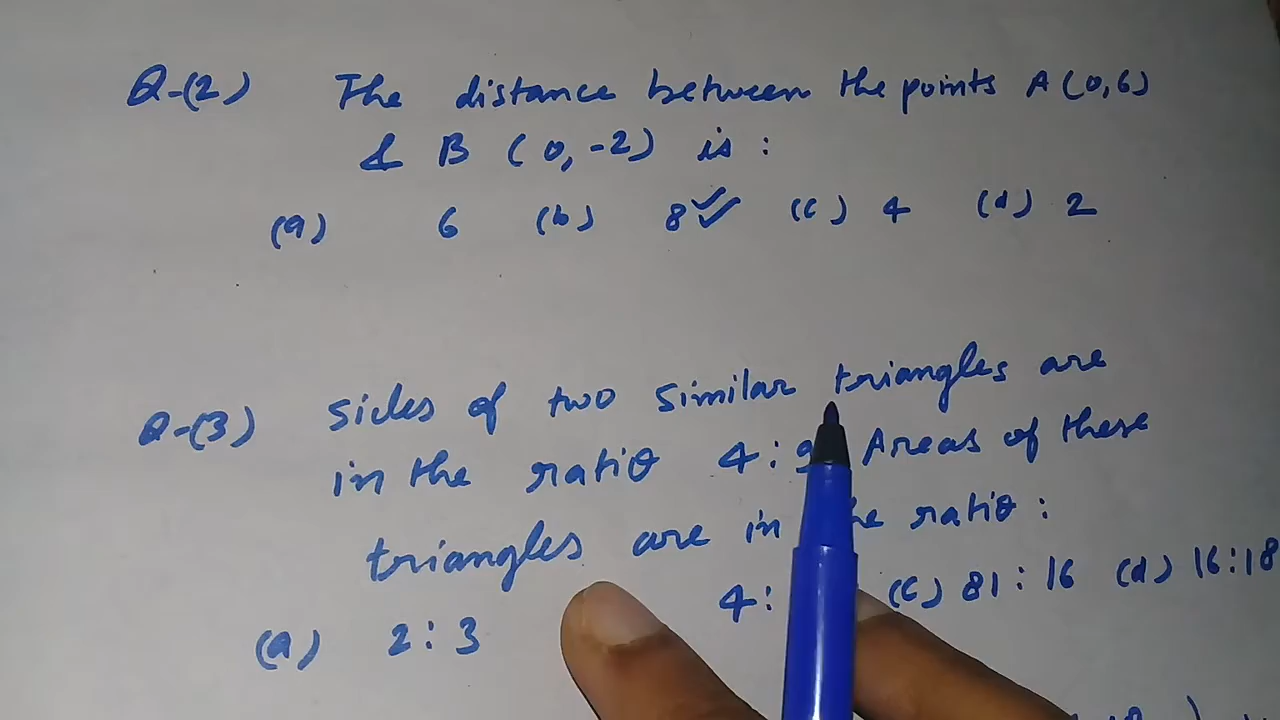 Q-(2) The distance between the points A(0,6)
& B (0,-2) is :
(a) 6 (b) 8 (c) 4 (d) 2
Q-(3) Sides of two similar triangles are
in the ratio 4: Areas of these
triangles are in ratio :
(a) 2:3 4: (c) 81:16 (d) 16:18